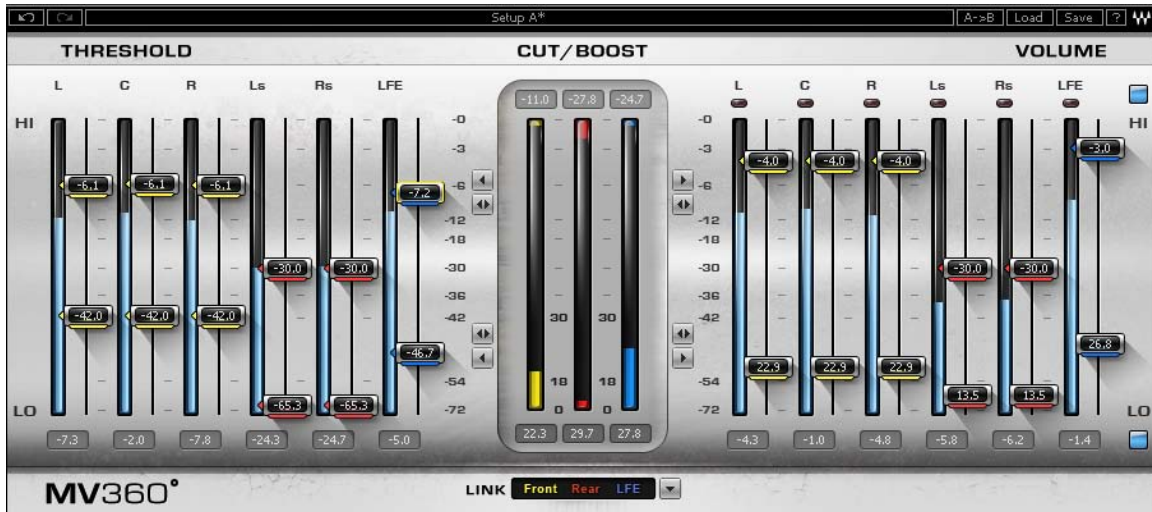 Setup A* A->B Load Save ?
THRESHOLD CUT/BOOST VOLUME
L C R Ls Rs LFE L C R Ls Rs LFE
-11.0 -27.8 -24.7
HI -0 -0 HI
-3 -3 -3.0
-6.1 -6.1 -6.1 -7.2 -6 -6 -4.0 -4.0 -4.0
-12 -12
-18 -18
-30.0 -30.0 -30 -30 -30.0 -30.0
-36 -36
-42.0 -42.0 -42.0 -42 30 30 -42
-46.7 26.8
-54 18 18 -54 22.9 22.9 22.9
LO -65.3 -65.3 -72 0 0 -72 13.5 13.5 LO
-7.3 -2.0 -7.8 -24.3 -24.7 -5.0 22.3 29.7 27.8 -4.3 -1.0 -4.8 -5.8 -6.2 -1.4
MV360°
LINK Front Rear LFE